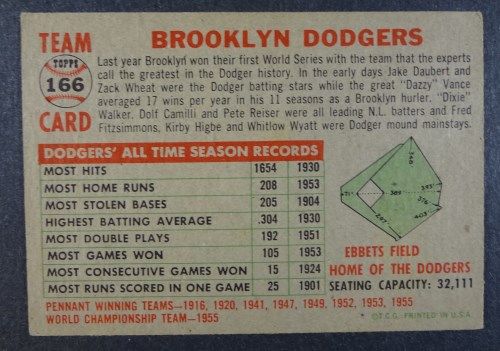 TEAM
TOPPS
166
CARD
BROOKLYN DODGERS
Last year Brooklyn won their first World Series with the team that the experts
call the greatest in the Dodger history. In the early days Jake Daubert and
Zack Wheat were the Dodger batting stars while the great "Dazzy" Vance
averaged 17 wins per year in his 11 seasons as a Brooklyn hurler. "Dixie"
Walker. Dolf Camilli and Pete Reiser were all leading N.L. batters and Fred
Fitzsimmons. Kirby Higbe and Whitlow Wyatt were Dodger mound mainstays.
DODGERS' ALL TIME SEASON RECORDS
MOST HITS 1654 1930
MOST HOME RUNS 208 1953
MOST STOLEN BASES 205 1904
HIGHEST BATTING AVERAGE .304 1930
MOST DOUBLE PLAYS 192 1951
MOST GAMES WON 105 1953
MOST CONSECUTIVE GAMES WON 15 1924
MOST RUNS SCORED IN ONE GAME 25 1901
PENNANT WINNING TEAMS—1916, 1920, 1941, 1947, 1949, 1952, 1953, 1955
WORLD CHAMPIONSHIP TEAM—1955
348
71'
389
343'
376
403'
297'
EBBETS FIELD
HOME OF THE DODGERS
SEATING CAPACITY: 32,111
©T.C.G. PRINTED IN U.S.A.